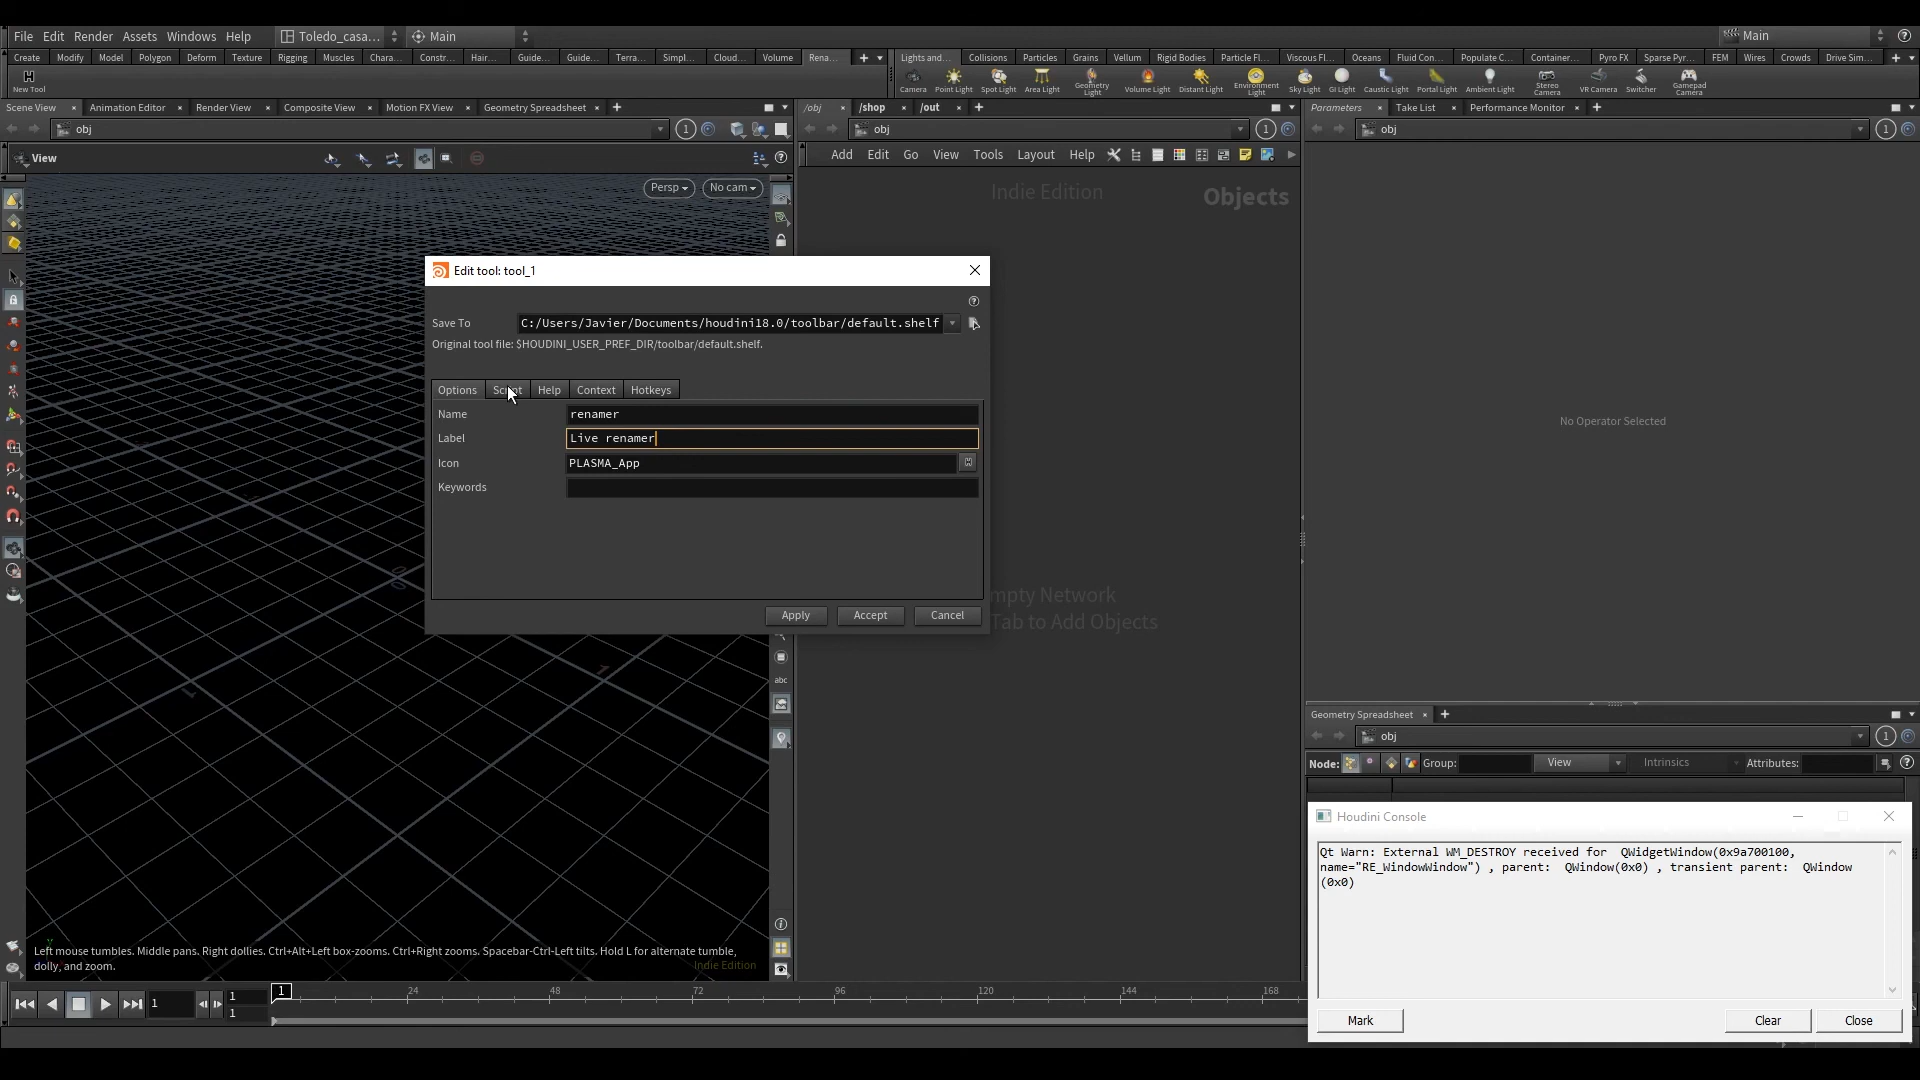 File Edit Render Assets Windows Help Toledo_casa... Main Main
Create Modify Model Polygon Deform Texture Rigging Muscles Chara... Constr... Hair... Guide... Guide... Terra... Simpl... Cloud... Volume Rena...
Lights and... Collisions Particles Grains Vellum Rigid Bodies Particle Fl... Viscous Fl... Oceans Fluid Con... Populate C... Container... Pyro FX Sparse Pyr... FEM Wires Crowds Drive Sim...
New Tool
Camera Point Light Spot Light Area Light Geometry Light Volume Light Distant Light Environment Light Sky Light GI Light Caustic Light Portal Light Ambient Light Stereo Camera VR Camera Switcher Gamepad Camera
Scene View Animation Editor Render View Composite View Motion FX View Geometry Spreadsheet
/obj /shop /out
Parameters Take List Performance Monitor
obj 1
obj 1
obj 1
View
Add Edit Go View Tools Layout Help
Persp No cam
Indie Edition Objects
Edit tool: tool_1
Save To C:/Users/Javier/Documents/houdini18.0/toolbar/default.shelf
Original tool file: $HOUDINI_USER_PREF_DIR/toolbar/default.shelf.
Options Script Help Context Hotkeys
Name renamer
Label Live renamer
Icon PLASMA_App
Keywords
Apply Accept Cancel
mpty Network
Tab to Add Objects
No Operator Selected
abc
Geometry Spreadsheet
obj 1
Node: Group: View Intrinsics Attributes:
Houdini Console
Qt Warn: External WM_DESTROY received for QWidgetWindow(0x9a700100,
name="RE_WindowWindow") , parent: QWindow(0x0) , transient parent: QWindow
(0x0)
Mark Clear Close
Left mouse tumbles. Middle pans. Right dollies. Ctrl+Alt+Left box-zooms. Ctrl+Right zooms. Spacebar-Ctrl-Left tilts. Hold L for alternate tumble,
dolly, and zoom.
Indie Edition
1 1 1 1 24 48 72 96 120 144 168